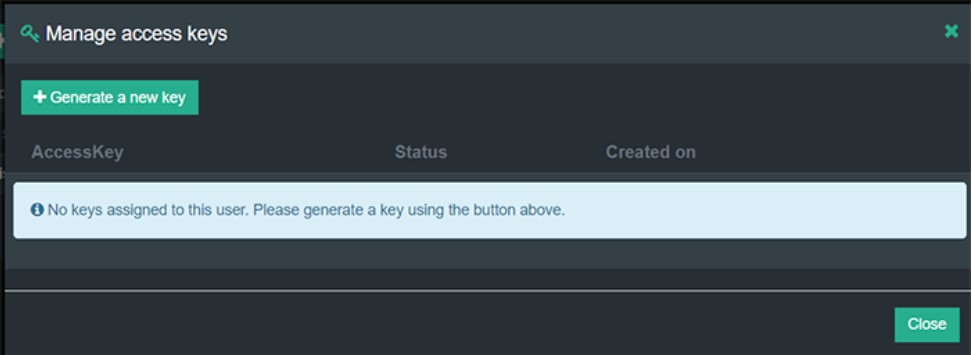 Manage access keys
+ Generate a new key
AccessKey Status Created on
No keys assigned to this user. Please generate a key using the button above.
Close